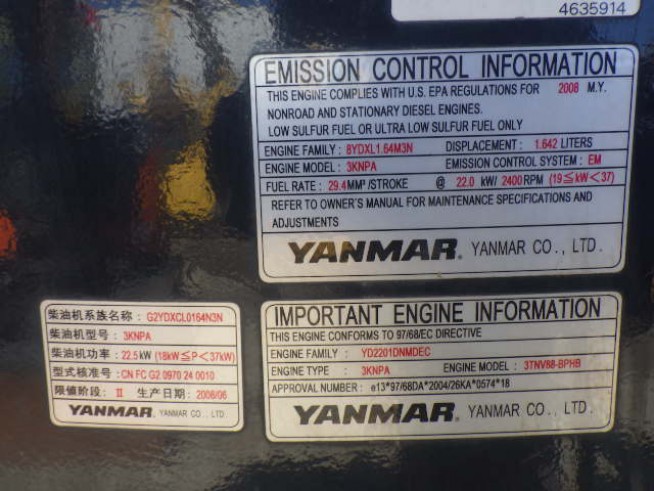 4635914
EMISSION CONTROL INFORMATION
THIS ENGINE COMPLIES WITH U.S. EPA REGULATIONS FOR 2008 M.Y.
NONROAD AND STATIONARY DIESEL ENGINES.
LOW SULFUR FUEL OR ULTRA LOW SULFUR FUEL ONLY
ENGINE FAMILY : 8YDXL1.64M3N DISPLACEMENT : 1.642 LITERS
ENGINE MODEL : 3KNPA EMISSION CONTROL SYSTEM : EM
FUEL RATE : 29.4MM³ /STROKE @ 22.0 kW/ 2400RPM (19≦kW<37)
REFER TO OWNER'S MANUAL FOR MAINTENANCE SPECIFICATIONS AND
ADJUSTMENTS
YANMAR. YANMAR CO., LTD.
柴油机系族名称 : G2YDXCL0164N3N
柴油机型号 : 3KNPA
柴油机功率 : 22.5kW (18kW≦P<37kW)
型式核准号 : CN FC G2 0970 24 0010
限値阶段 : II 生产日期 : 2008/06
YANMAR YANMAR CO., LTD.
IMPORTANT ENGINE INFORMATION
THIS ENGINE CONFORMS TO 97/68/EC DIRECTIVE
ENGINE FAMILY : YD2201DNMDEC
ENGINE TYPE : 3KNPA ENGINE MODEL : 3TNV88-BPHB
APPROVAL NUMBER : e13*97/68DA*2004/26KA*0574*18
YANMAR. YANMAR CO., LTD.